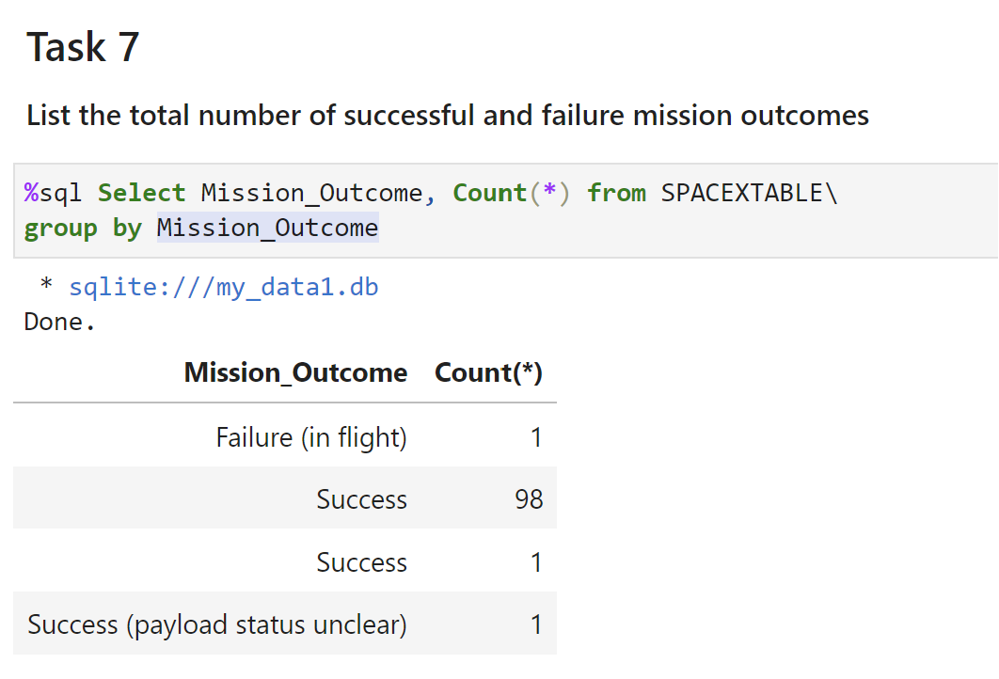 Task 7
List the total number of successful and failure mission outcomes
%sql Select Mission_Outcome, Count(*) from SPACEXTABLE\
group by Mission_Outcome
* sqlite:///my_data1.db
Done.
Mission_Outcome Count(*)
Failure (in flight) 1
Success 98
Success 1
Success (payload status unclear) 1